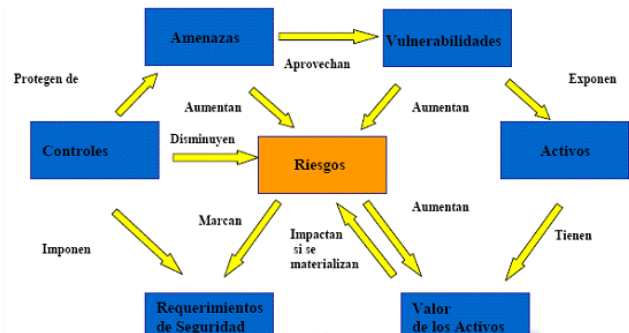 Amenazas
Vulnerabilidades
Aprovechan
Protegen de
Exponen
Aumentan
Aumentan
Disminuyen
Controles
Riesgos
Activos
Marcan
Aumentan
Imponen
Impactan
si se
materializan
Tienen
Requerimientos
de Seguridad
Valor
de los Activos